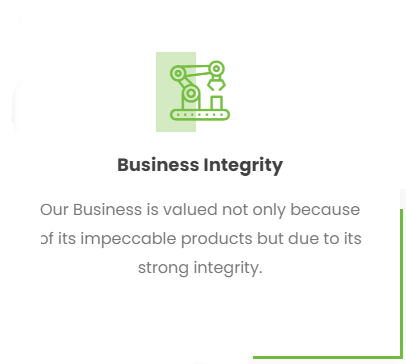 Business Integrity
Our Business is valued not only because
of its impeccable products but due to its
strong integrity.